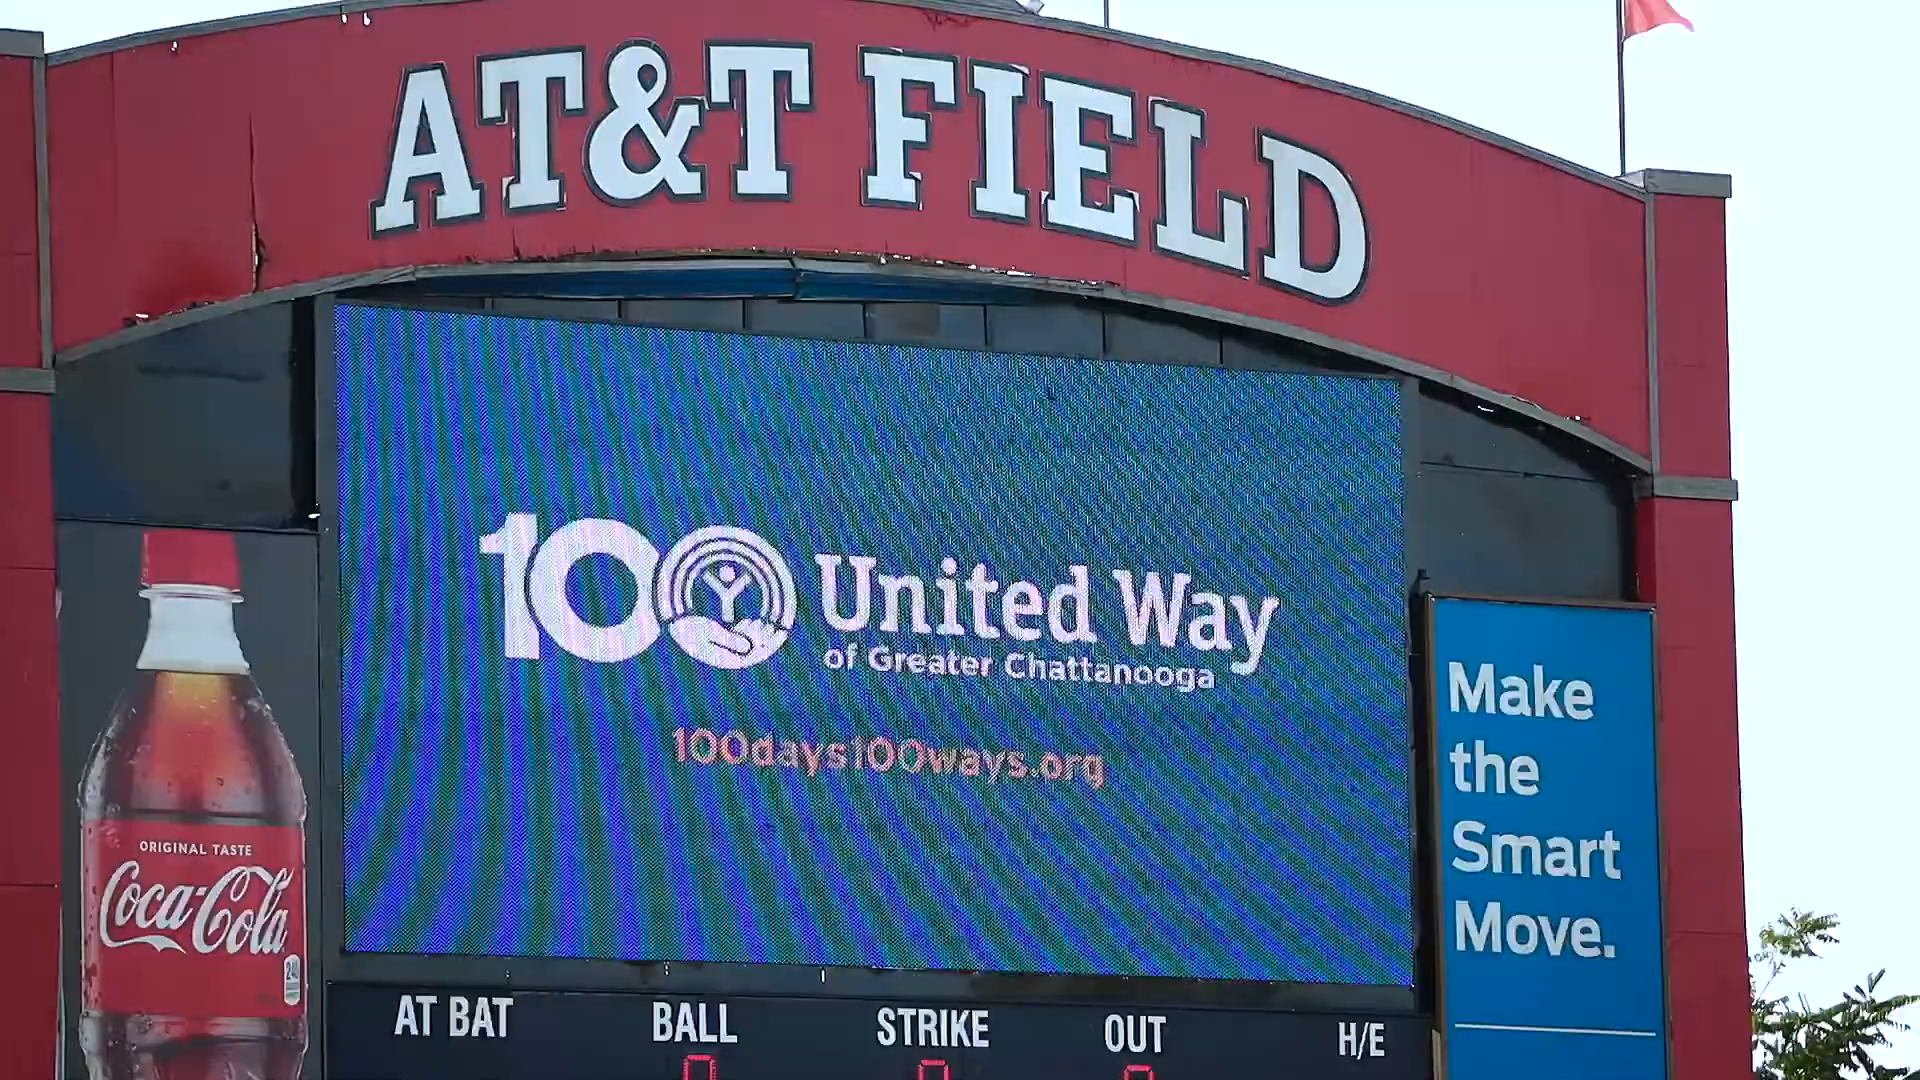 AT&T FIELD
100 United Way
of Greater Chattanooga
100days100ways.org
ORIGINAL TASTE
Coca-Cola
240
Make
the
Smart
Move.
AT BAT BALL STRIKE OUT H/E